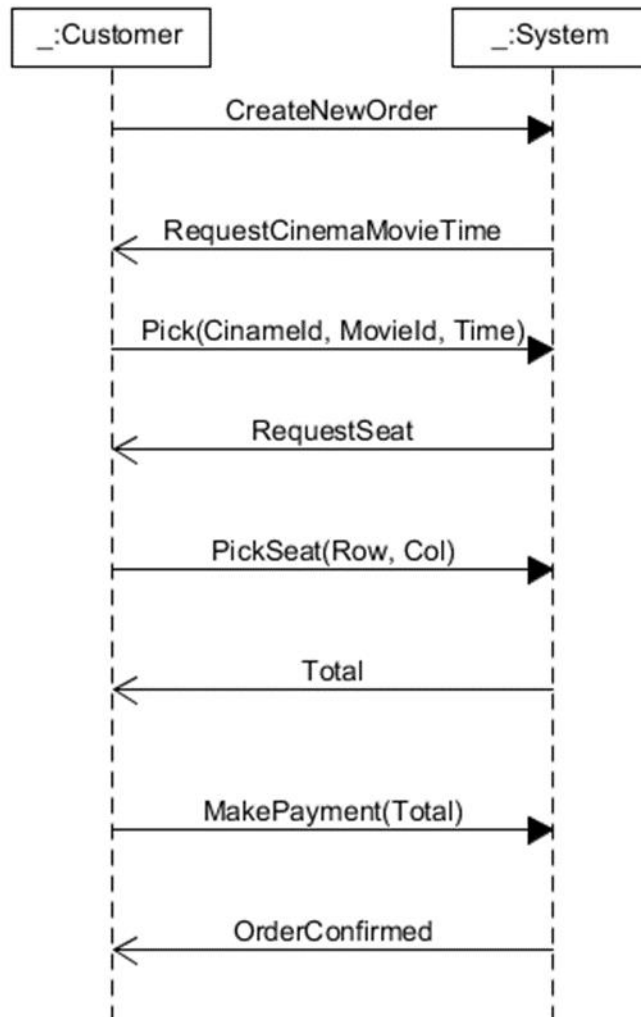 _:Customer
_:System
CreateNewOrder
RequestCinemaMovieTime
Pick(CinameId, MovieId, Time)
RequestSeat
PickSeat(Row, Col)
Total
MakePayment(Total)
OrderConfirmed